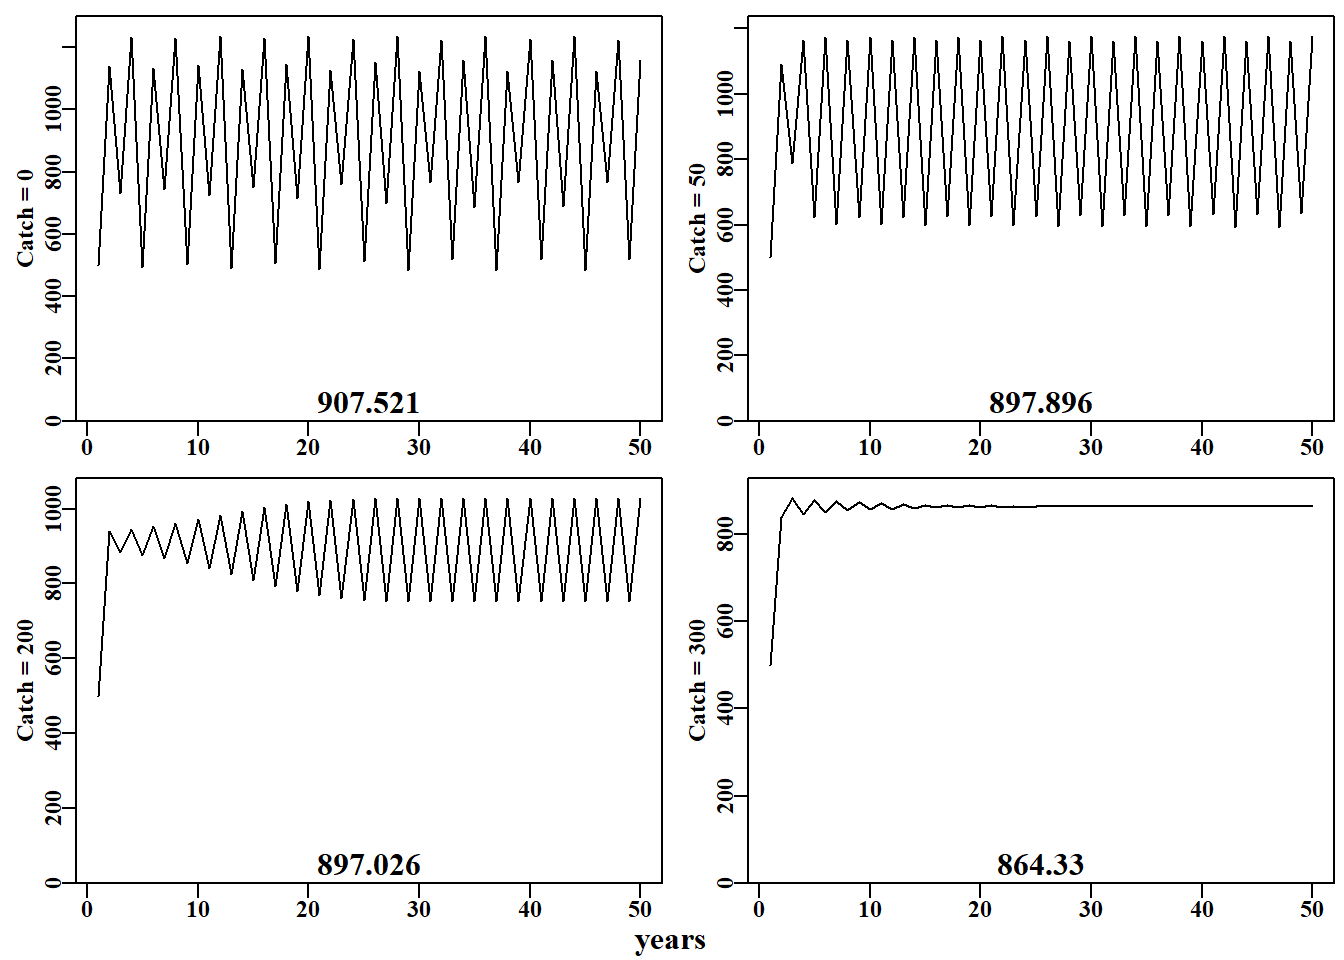 Catch = 0
0 200 400 600 800 1000
907.521
0 10 20 30 40 50
Catch = 50
0 200 400 600 800 1000
897.896
0 10 20 30 40 50
Catch = 200
0 200 400 600 800 1000
897.026
0 10 20 30 40 50
Catch = 300
0 200 400 600 800
864.33
0 10 20 30 40 50
years